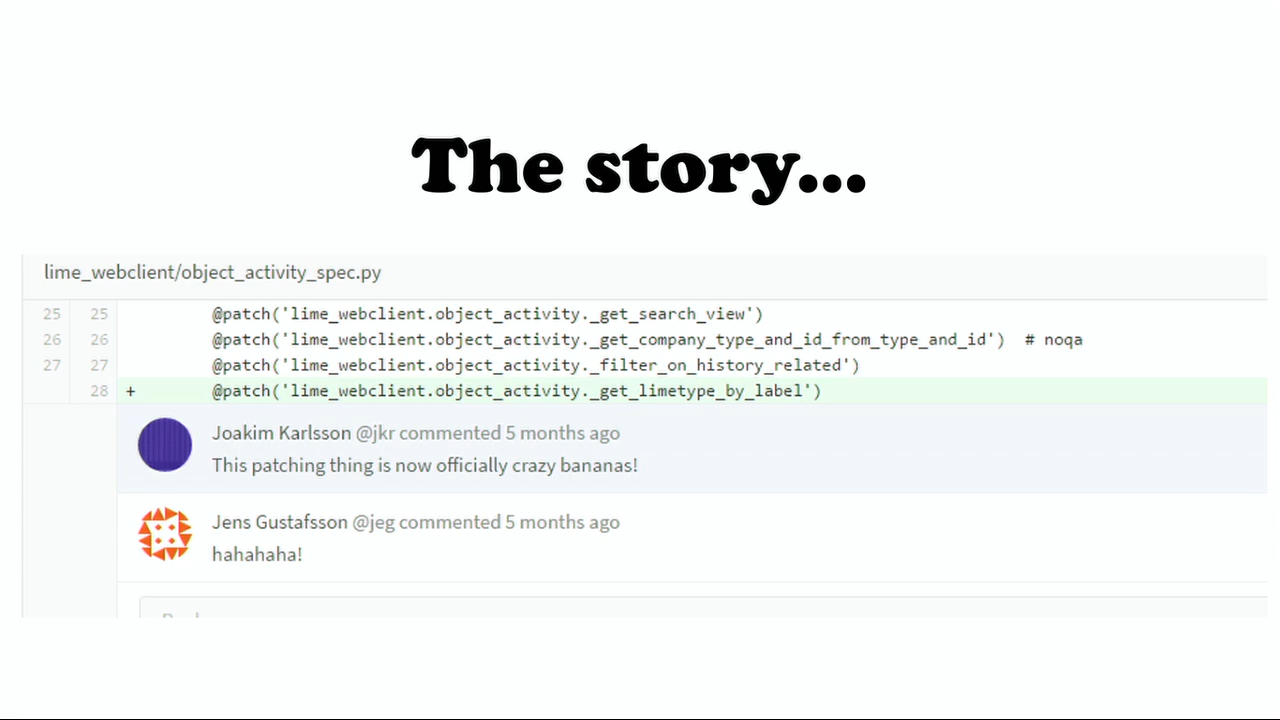 The story...
lime_webclient/object_activity_spec.py
25 25 @patch('lime_webclient.object_activity._get_search_view')
26 26 @patch('lime_webclient.object_activity._get_company_type_and_id_from_type_and_id') # noqa
27 27 @patch('lime_webclient.object_activity._filter_on_history_related')
28 + @patch('lime_webclient.object_activity._get_limetype_by_label')
Joakim Karlsson @jkr commented 5 months ago
This patching thing is now officially crazy bananas!
Jens Gustafsson @jeg commented 5 months ago
hahahaha!